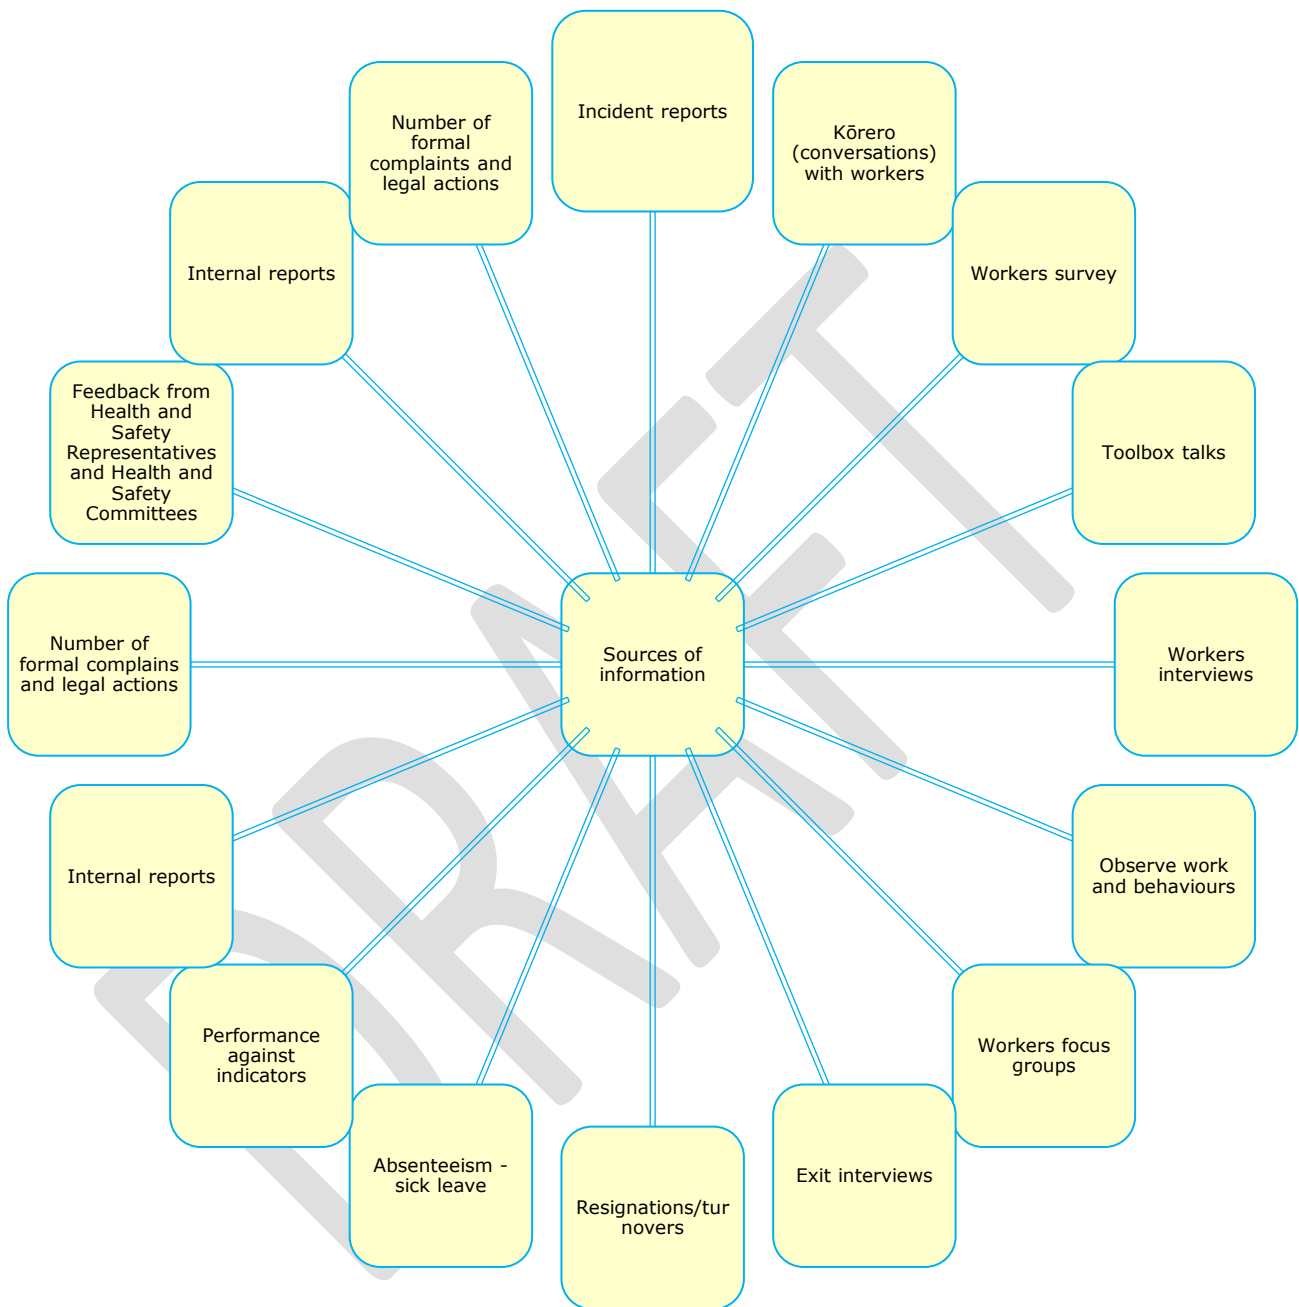 Incident reports
Kōrero
(conversations)
with workers
Workers survey
Toolbox talks
Workers
interviews
Observe work
and behaviours
Workers focus
groups
Exit interviews
Resignations/tur
novers
Absenteeism -
sick leave
Performance
against
indicators
Internal reports
Number of
formal complains
and legal actions
Feedback from
Health and
Safety
Representatives
and Health and
Safety
Committees
Internal reports
Number of
formal
complaints and
legal actions
Sources of
information
DRAFT